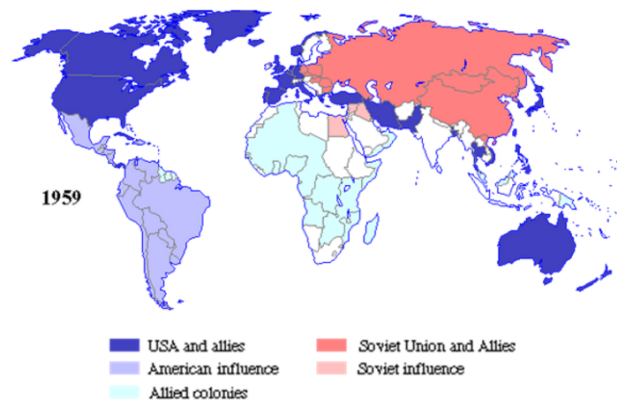 1959
USA and allies
American influence
Allied colonies
Soviet Union and Allies
Soviet influence